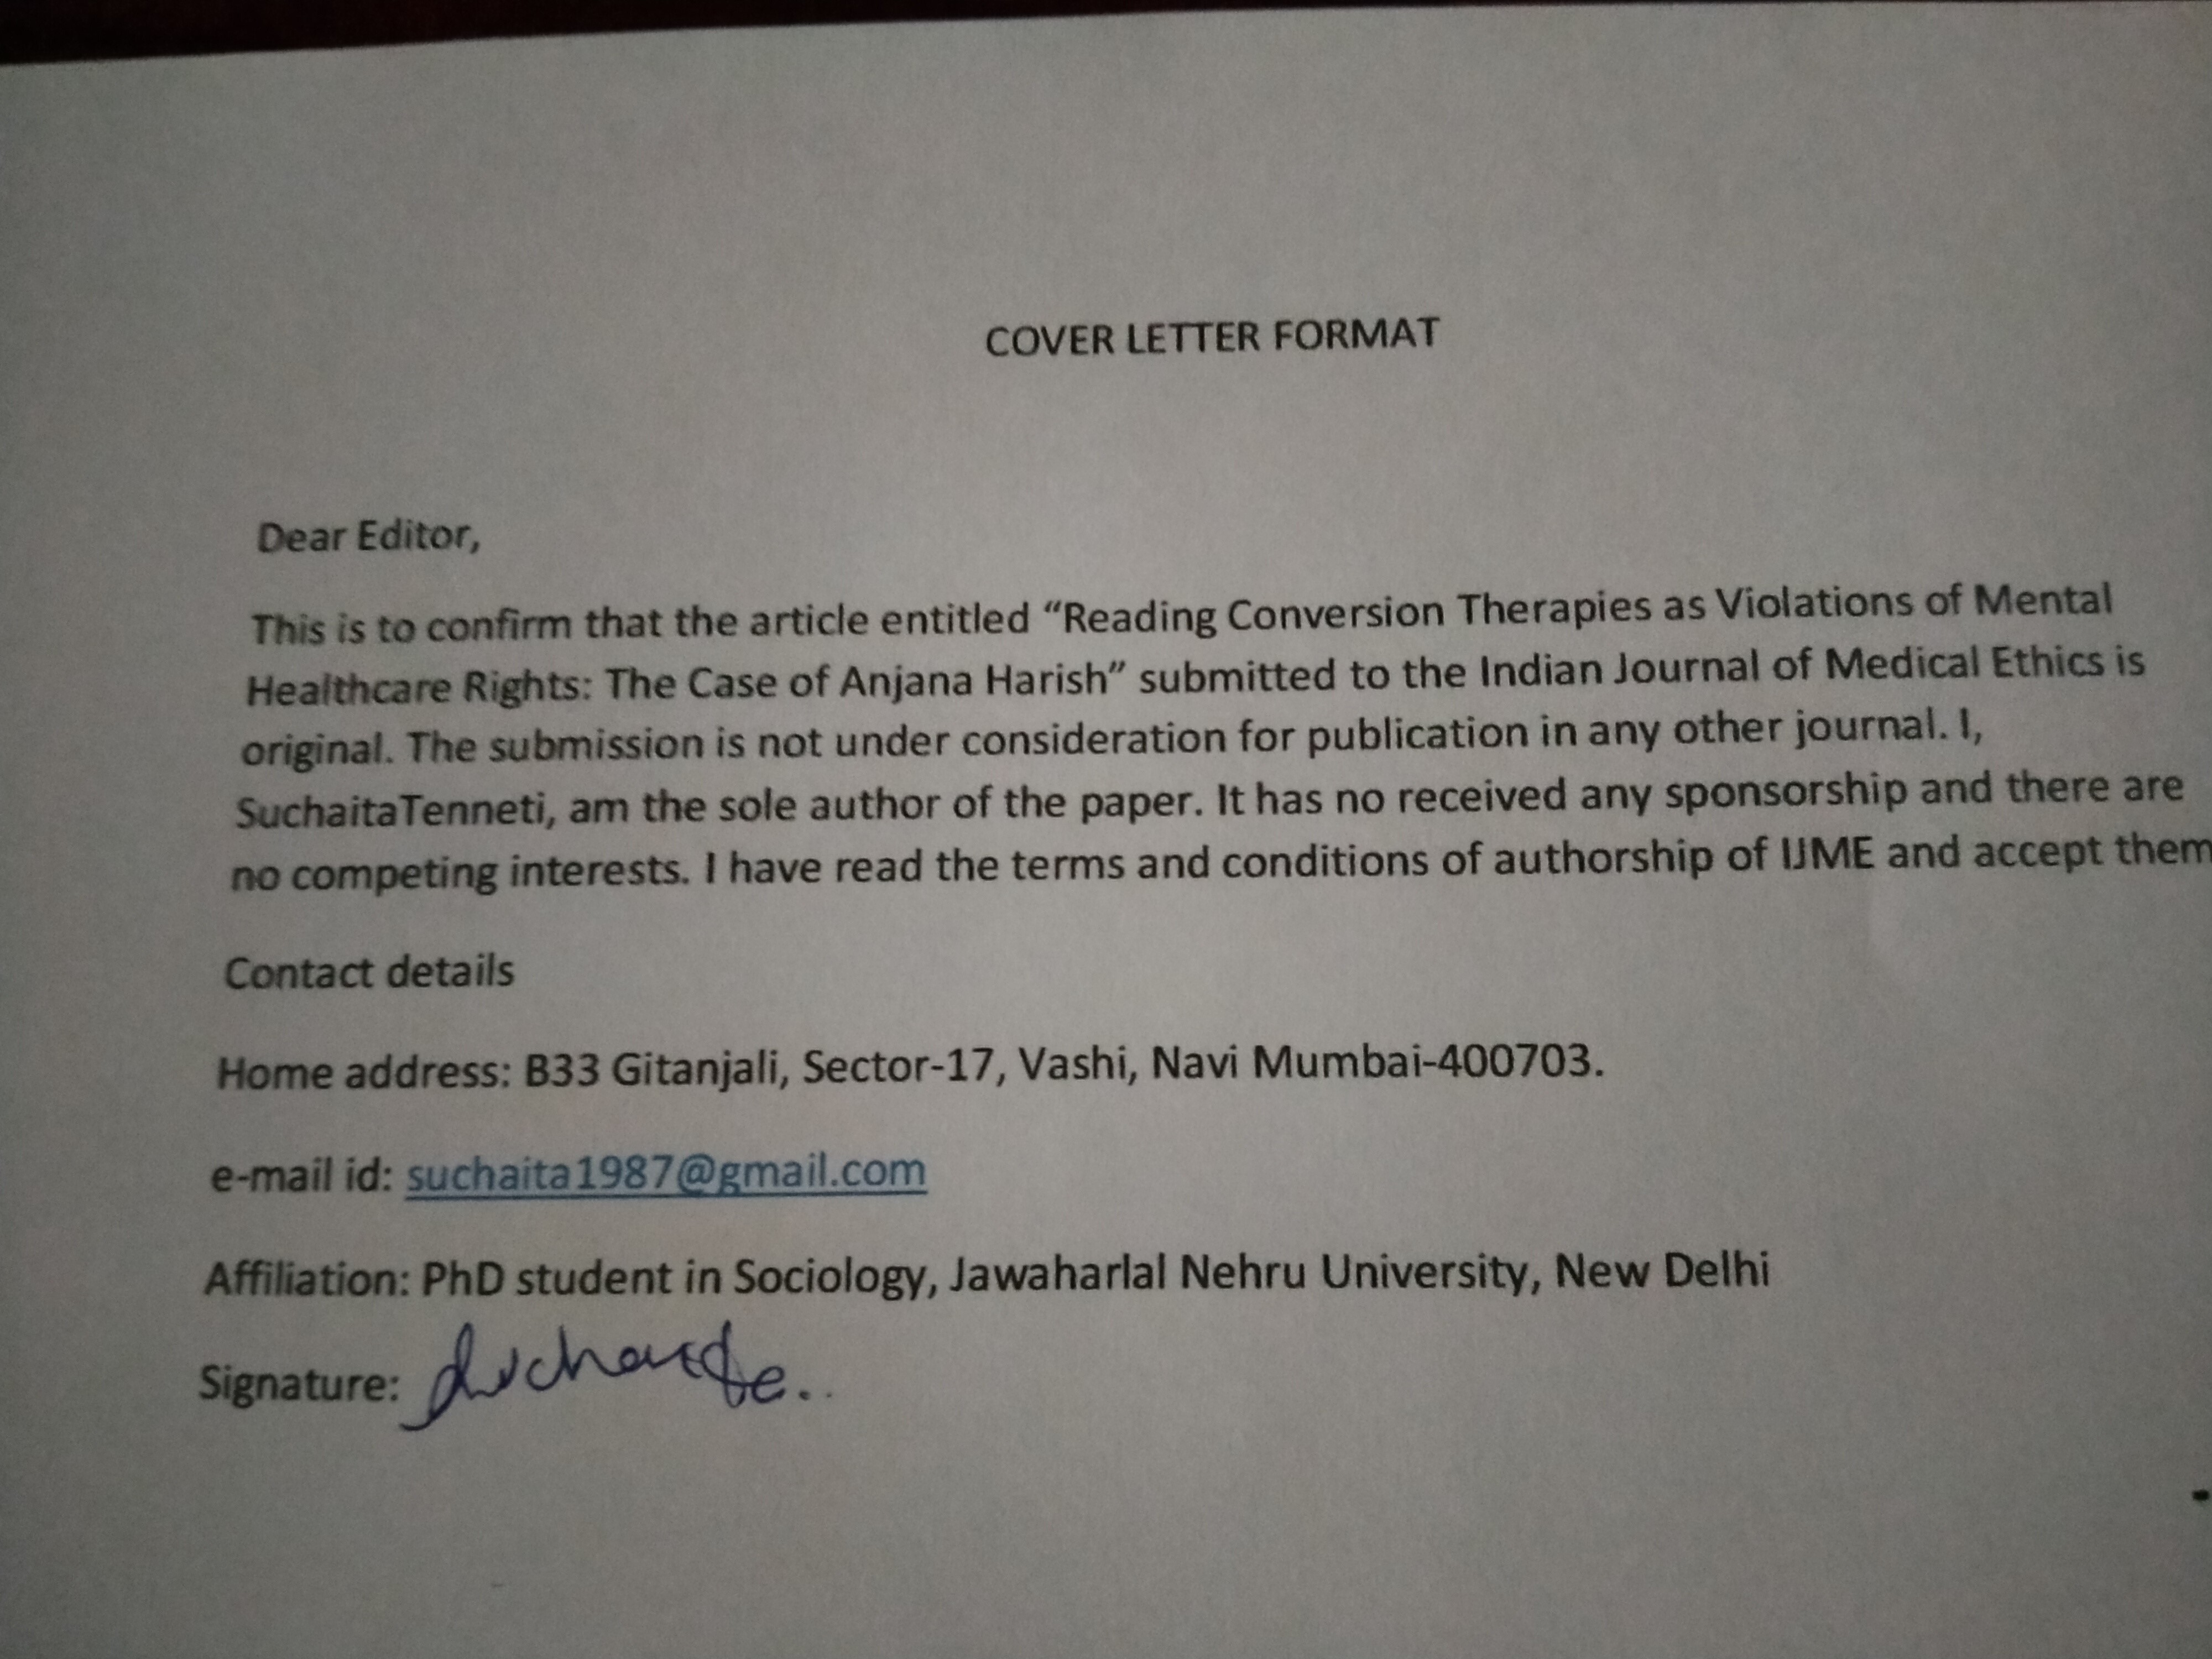 COVER LETTER FORMAT
Dear Editor,
This is to confirm that the article entitled “Reading Conversion Therapies as Violations of Mental
Healthcare Rights: The Case of Anjana Harish” submitted to the Indian Journal of Medical Ethics is
original. The submission is not under consideration for publication in any other journal. I,
SuchaitaTenneti, am the sole author of the paper. It has no received any sponsorship and there are
no competing interests. I have read the terms and conditions of authorship of IJME and accept them
Contact details
Home address: B33 Gitanjali, Sector-17, Vashi, Navi Mumbai-400703.
e-mail id: suchaita1987@gmail.com
Affiliation: PhD student in Sociology, Jawaharlal Nehru University, New Delhi
Signature: